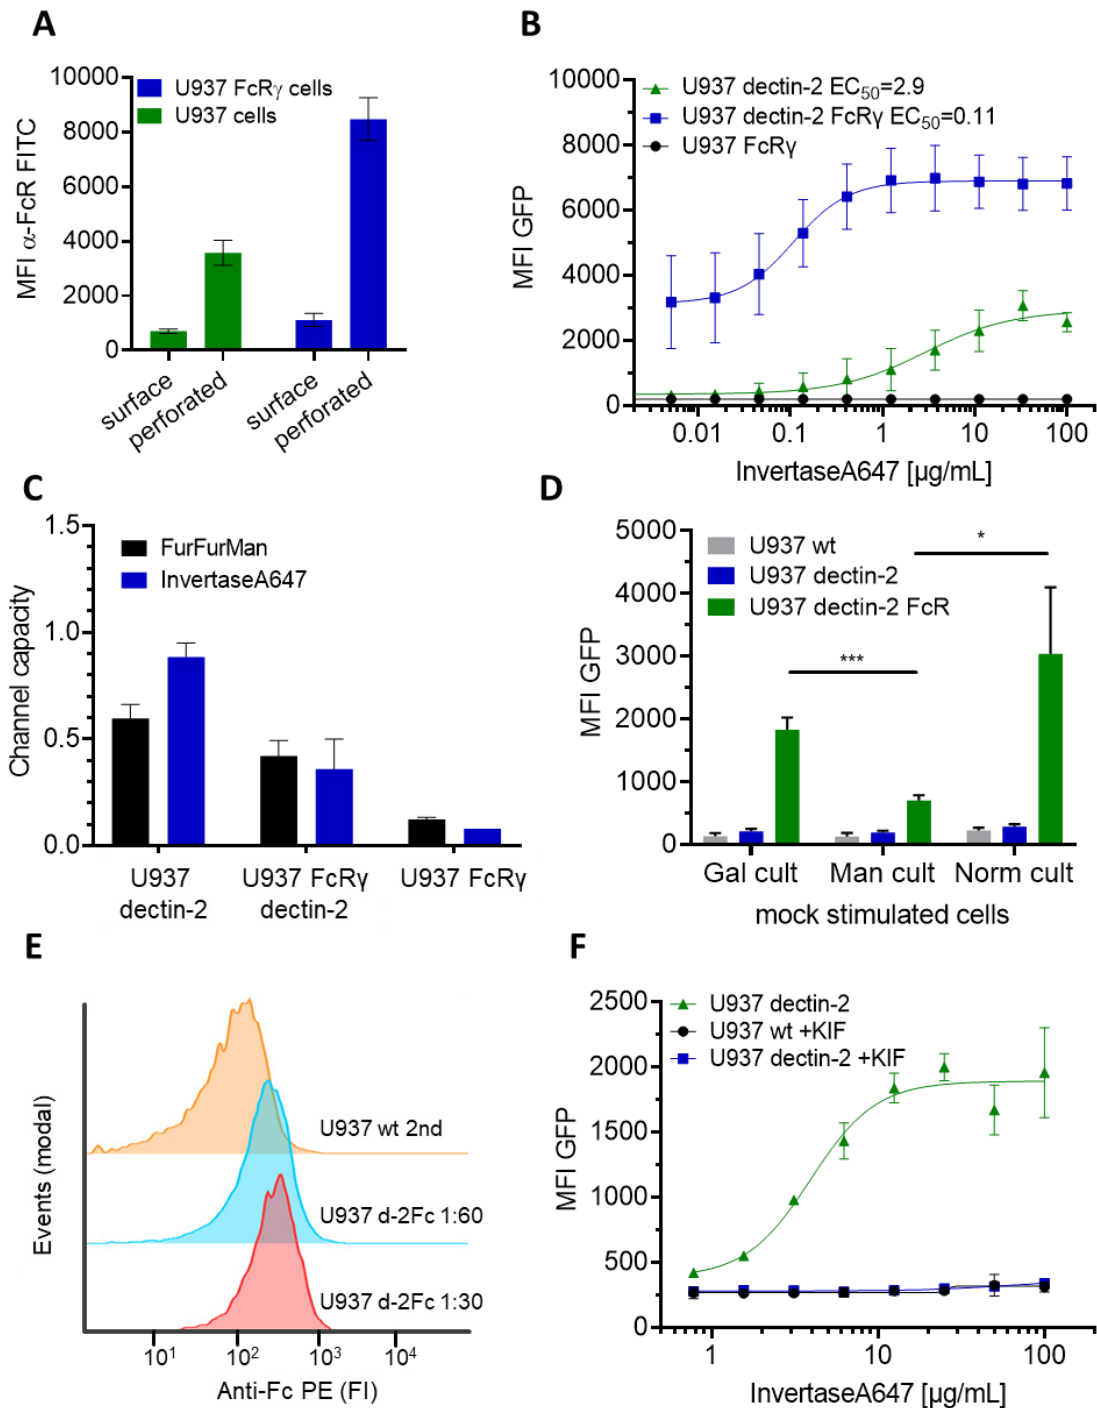 A
10000
8000
6000
4000
2000
0
MFI α-FcR FITC
U937 FcRγ cells
U937 cells
surface
perforated
surface
perforated
B
10000
8000
6000
4000
2000
0
MFI GFP
U937 dectin-2 EC50=2.9
U937 dectin-2 FcRγ EC50=0.11
U937 FcRγ
0.01 0.1 1 10 100
InvertaseA647 [µg/mL]
C
1.5
1.0
0.5
0.0
Channel capacity
FurFurMan
InvertaseA647
U937
dectin-2
U937 FcRγ
dectin-2
U937 FcRγ
D
5000
4000
3000
2000
1000
0
MFI GFP
U937 wt
U937 dectin-2
U937 dectin-2 FcR
***
*
Gal cult Man cult Norm cult
mock stimulated cells
E
Events (modal)
U937 wt 2nd
U937 d-2Fc 1:60
U937 d-2Fc 1:30
10¹ 10² 10³ 10⁴
Anti-Fc PE (FI)
F
2500
2000
1500
1000
500
0
MFI GFP
U937 dectin-2
U937 wt +KIF
U937 dectin-2 +KIF
1 10 100
InvertaseA647 [µg/mL]